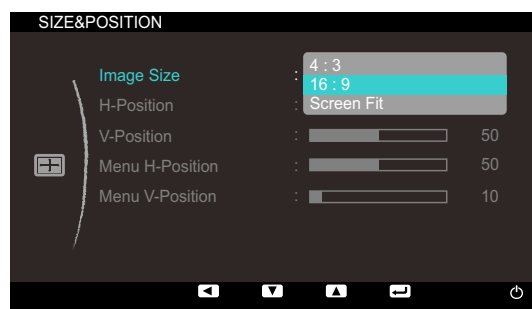 SIZE&POSITION
Image Size :
4 : 3
16 : 9
Screen Fit
H-Position :
V-Position : 50
Menu H-Position : 50
Menu V-Position : 10